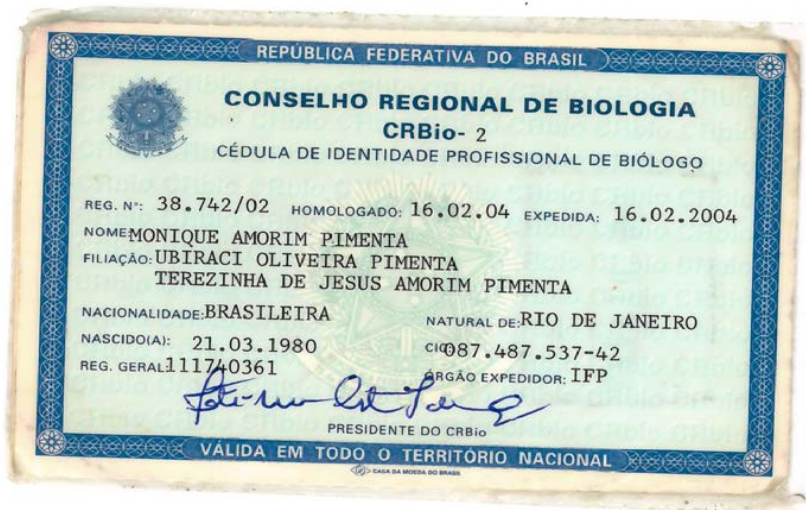 REPÚBLICA FEDERATIVA DO BRASIL
CONSELHO REGIONAL DE BIOLOGIA
CRBio- 2
CÉDULA DE IDENTIDADE PROFISSIONAL DE BIÓLOGO
REG. Nº: 38.742/02 HOMOLOGADO: 16.02.04 EXPEDIDA: 16.02.2004
NOME: MONIQUE AMORIM PIMENTA
FILIAÇÃO: UBIRACI OLIVEIRA PIMENTA
TEREZINHA DE JESUS AMORIM PIMENTA
NACIONALIDADE: BRASILEIRA NATURAL DE: RIO DE JANEIRO
NASCIDO(A): 21.03.1980 CIC 087.487.537-42
REG. GERAL 111740361 ÓRGÃO EXPEDIDOR: IFP
PRESIDENTE DO CRBio
VÁLIDA EM TODO O TERRITÓRIO NACIONAL
CASA DA MOEDA DO BRASIL